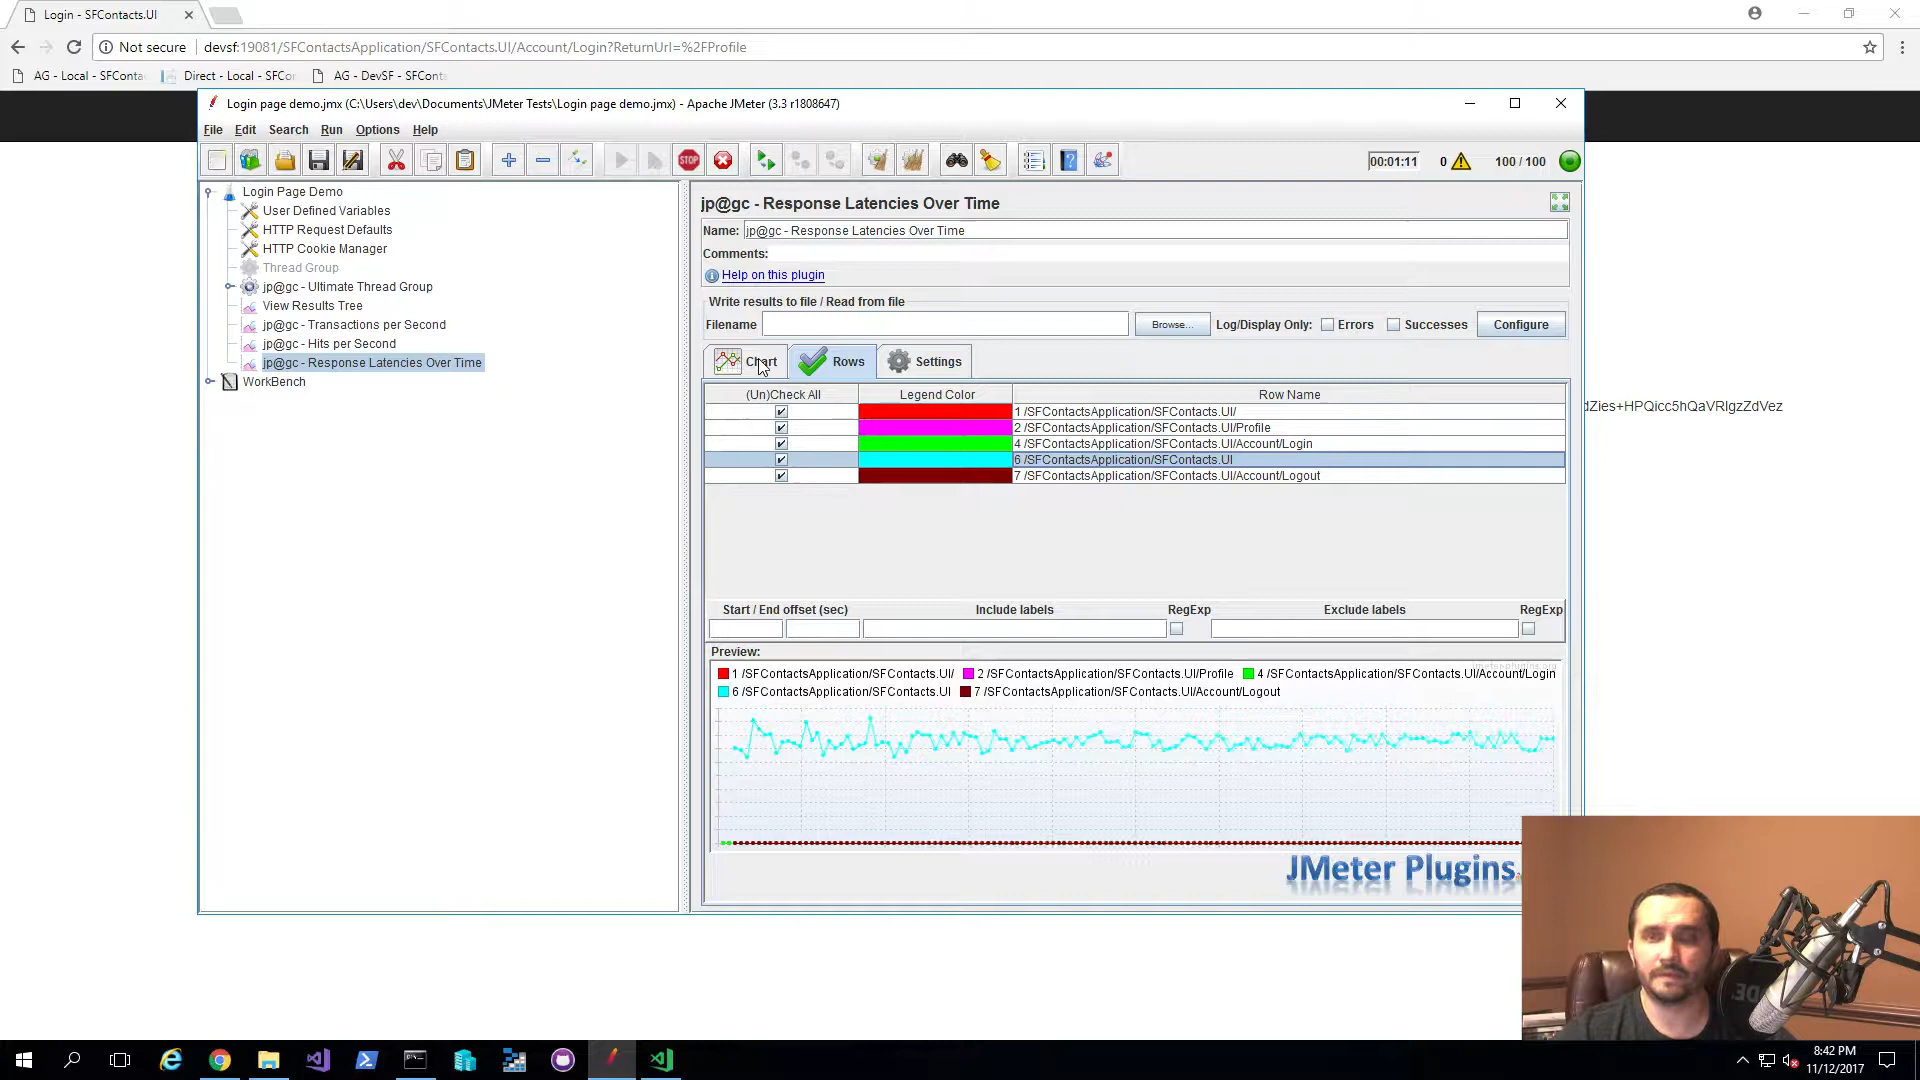 Login - SFContacts.UI
Not secure
devsf:19081/SFContactsApplication/SFContacts.UI/Account/Login?ReturnUrl=%2FProfile
AG - Local - SFConta
Direct - Local - SFCo
AG - DevSF - SFCont
Login page demo.jmx (C:\Users\dev\Documents\JMeter Tests\Login page demo.jmx) - Apache JMeter (3.3 r1808647)
File Edit Search Run Options Help
STOP
00:01:11 0 100 / 100
Login Page Demo
User Defined Variables
HTTP Request Defaults
HTTP Cookie Manager
Thread Group
jp@gc - Ultimate Thread Group
View Results Tree
jp@gc - Transactions per Second
jp@gc - Hits per Second
jp@gc - Response Latencies Over Time
WorkBench
jp@gc - Response Latencies Over Time
Name: jp@gc - Response Latencies Over Time
Comments:
Help on this plugin
Write results to file / Read from file
Filename Browse... Log/Display Only: Errors Successes Configure
Chart Rows Settings
(Un)Check All Legend Color Row Name
1 /SFContactsApplication/SFContacts.UI/
2 /SFContactsApplication/SFContacts.UI/Profile
4 /SFContactsApplication/SFContacts.UI/Account/Login
6 /SFContactsApplication/SFContacts.UI
7 /SFContactsApplication/SFContacts.UI/Account/Logout
Start / End offset (sec) Include labels RegExp Exclude labels RegExp
Preview:
jmeter-plugins.org
1 /SFContactsApplication/SFContacts.UI/ 2 /SFContactsApplication/SFContacts.UI/Profile 4 /SFContactsApplication/SFContacts.UI/Account/Login
6 /SFContactsApplication/SFContacts.UI 7 /SFContactsApplication/SFContacts.UI/Account/Logout
JMeter Plugins
dZies+HPQicc5hQaVRlgzZdVez
8:42 PM
11/12/2017